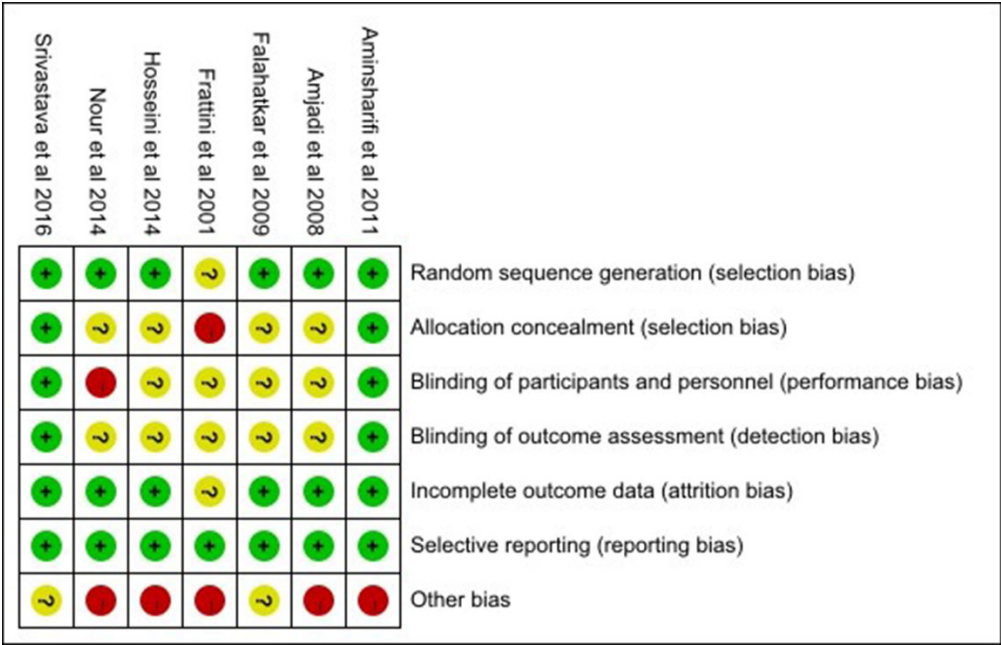 Srivastava et al 2016
Nour et al 2014
Hosseini et al 2014
Frattini et al 2001
Falahatkar et al 2009
Amjadi et al 2008
Aminsharifi et al 2011
+ + + ? + + + Random sequence generation (selection bias)
+ ? ? - ? ? + Allocation concealment (selection bias)
+ - ? ? ? ? + Blinding of participants and personnel (performance bias)
+ ? ? ? ? ? + Blinding of outcome assessment (detection bias)
+ + + ? + + + Incomplete outcome data (attrition bias)
+ + + + + + + Selective reporting (reporting bias)
? - - - ? - - Other bias